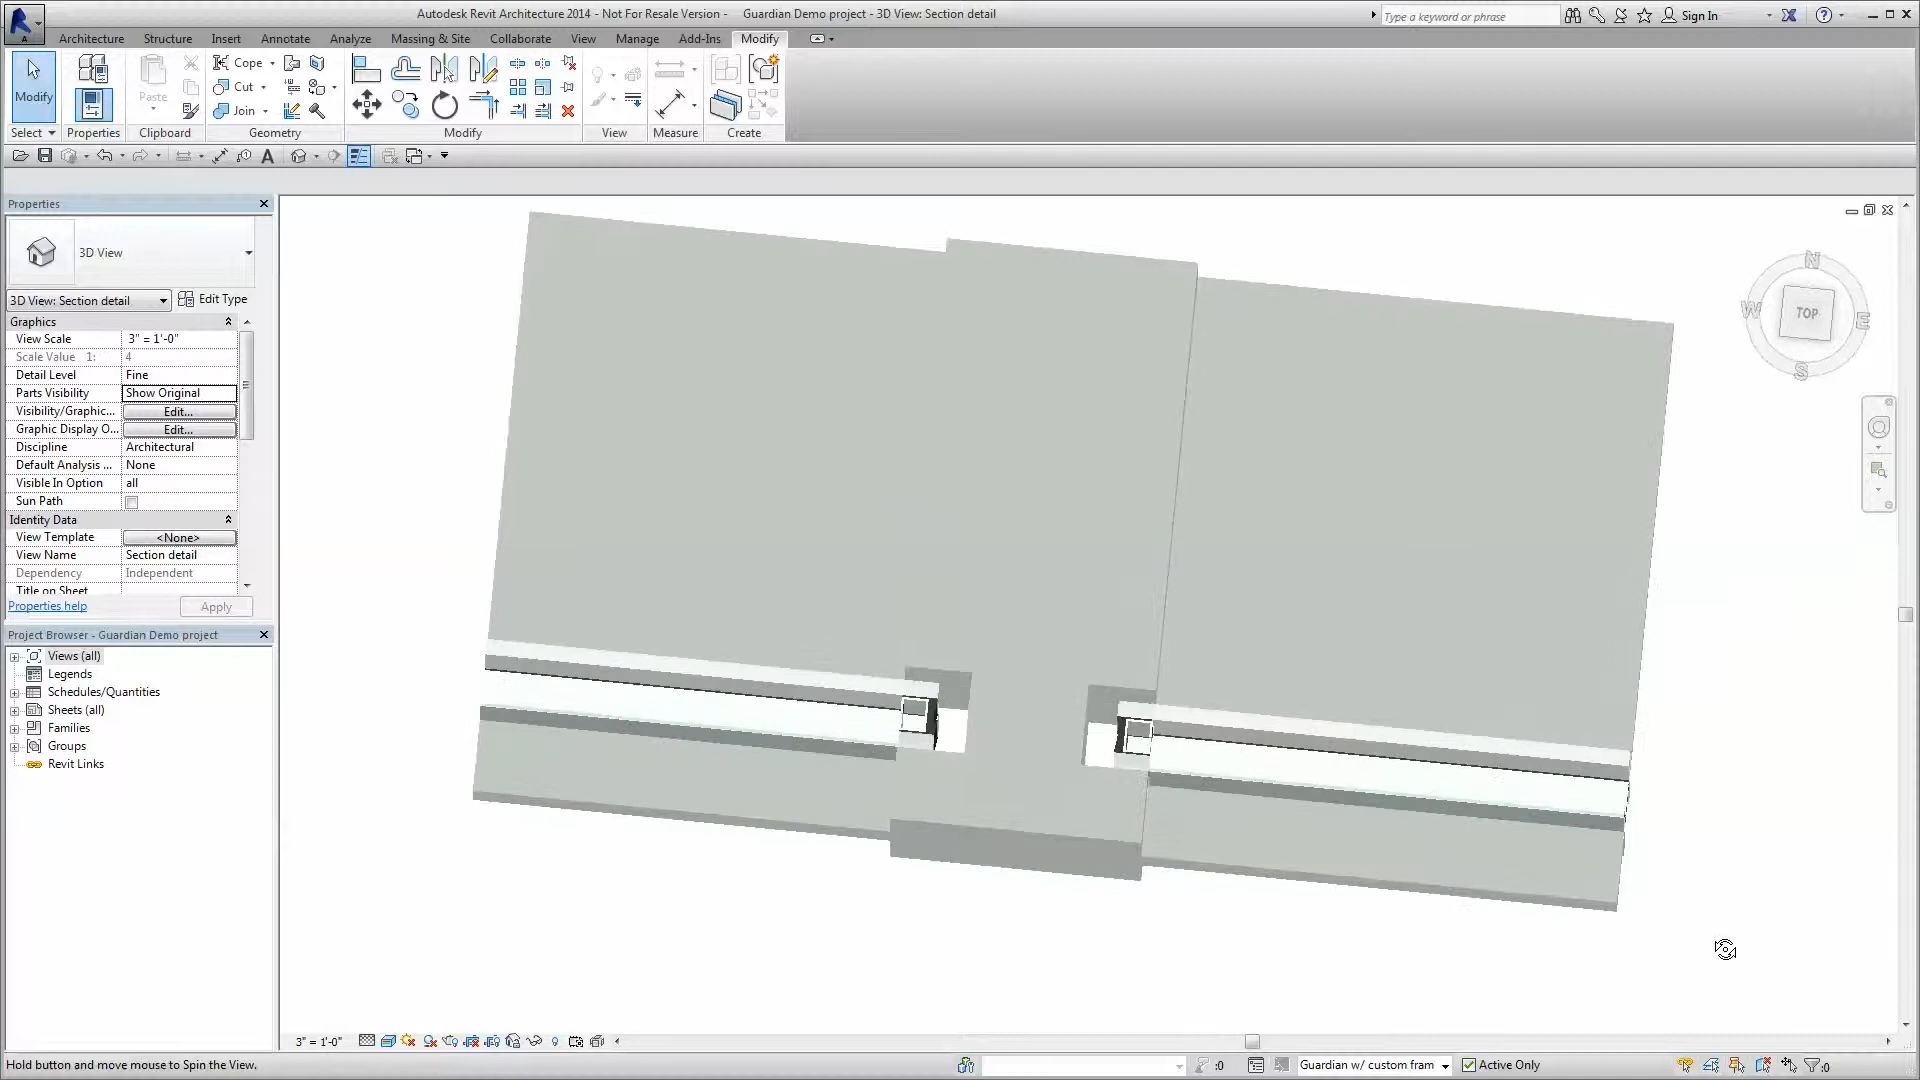 Autodesk Revit Architecture 2014 - Not For Resale Version - Guardian Demo project - 3D View: Section detail
Type a keyword or phrase
Sign In
Architecture Structure Insert Annotate Analyze Massing & Site Collaborate View Manage Add-Ins Modify
Modify
Paste
Cope
Cut
Join
Select Properties Clipboard Geometry Modify View Measure Create
Properties
3D View
3D View: Section detail
Edit Type
Graphics
View Scale 3" = 1'-0"
Scale Value 1: 4
Detail Level Fine
Parts Visibility Show Original
Visibility/Graphic... Edit...
Graphic Display O... Edit...
Discipline Architectural
Default Analysis ... None
Visible In Option all
Sun Path
Identity Data
View Template <None>
View Name Section detail
Dependency Independent
Title on Sheet
Properties help
Apply
Project Browser - Guardian Demo project
Views (all)
Legends
Schedules/Quantities
Sheets (all)
Families
Groups
Revit Links
N
W
TOP
E
S
3" = 1'-0"
Hold button and move mouse to Spin the View.
:0
Guardian w/ custom fram
Active Only
:0